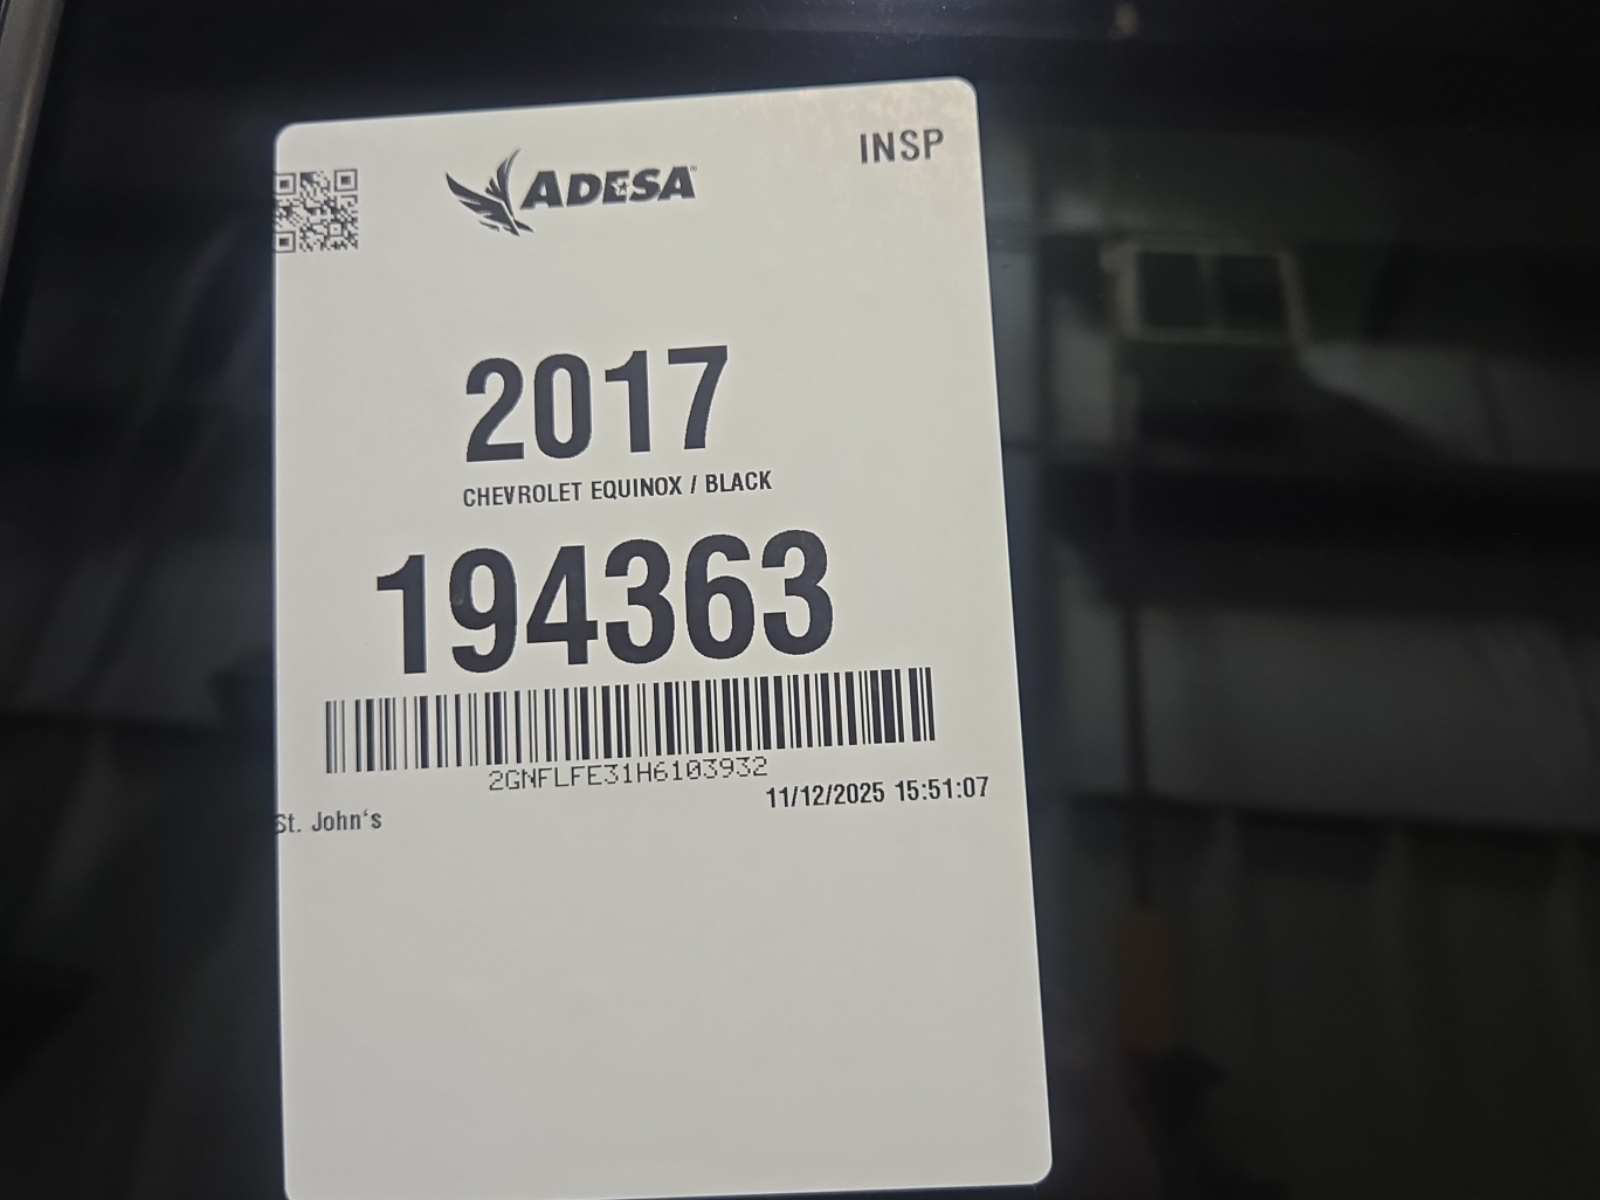 INSP
ADESA
2017
CHEVROLET EQUINOX / BLACK
194363
2GNFLFE31H6103932
11/12/2025 15:51:07
St. John's